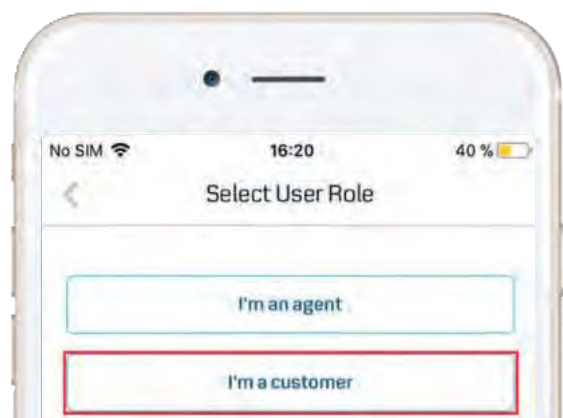 No SIM 16:20 40 %
Select User Role
I'm an agent
I'm a customer